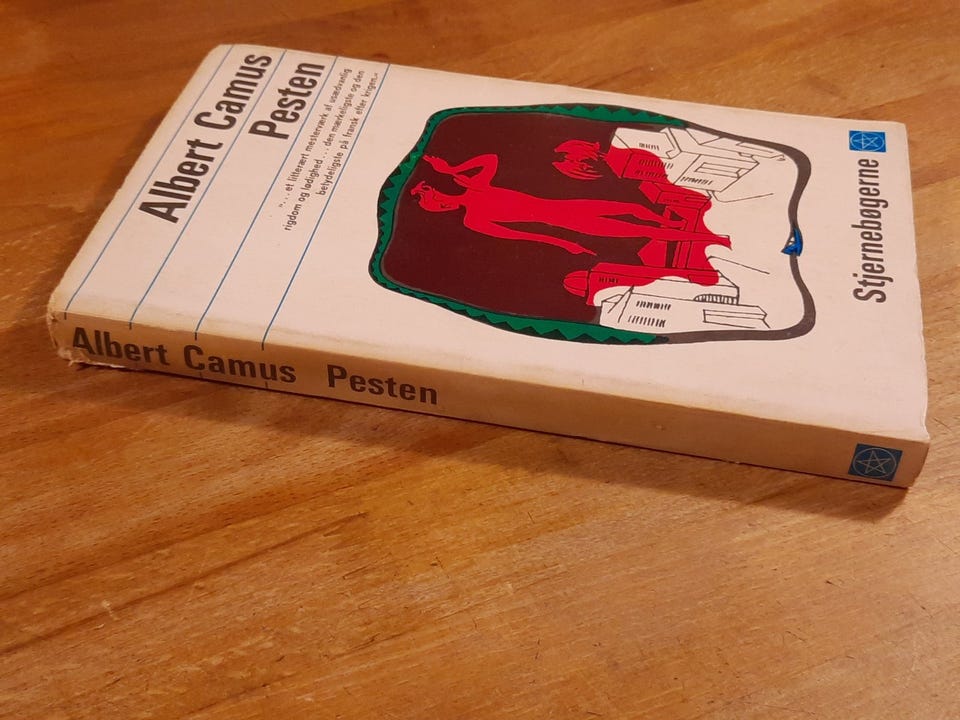 Albert Camus
Pesten
"... et litterært mesterværk af usædvanlig
rigdom og lødighed ... den mærkeligste og den
betydeligste på fransk efter krigen."
Stjernebøgerne
Albert Camus Pesten